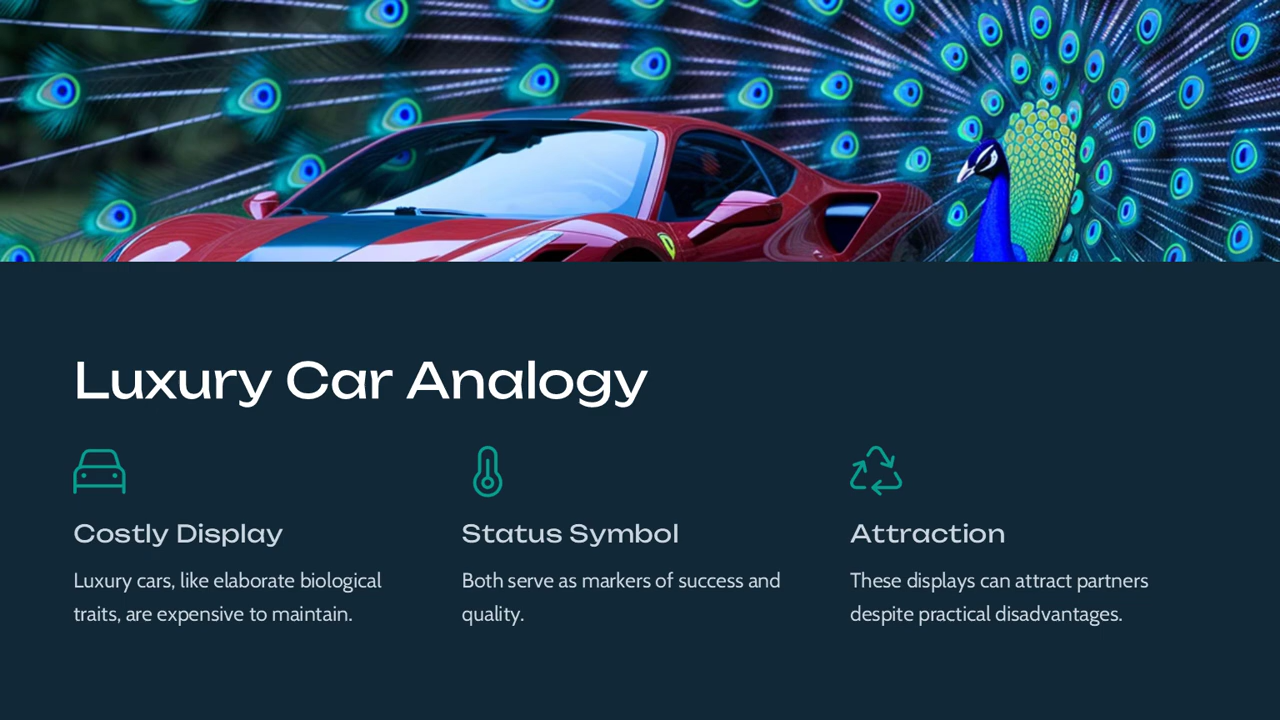 Luxury Car Analogy
Costly Display
Luxury cars, like elaborate biological
traits, are expensive to maintain.
Status Symbol
Both serve as markers of success and
quality.
Attraction
These displays can attract partners
despite practical disadvantages.